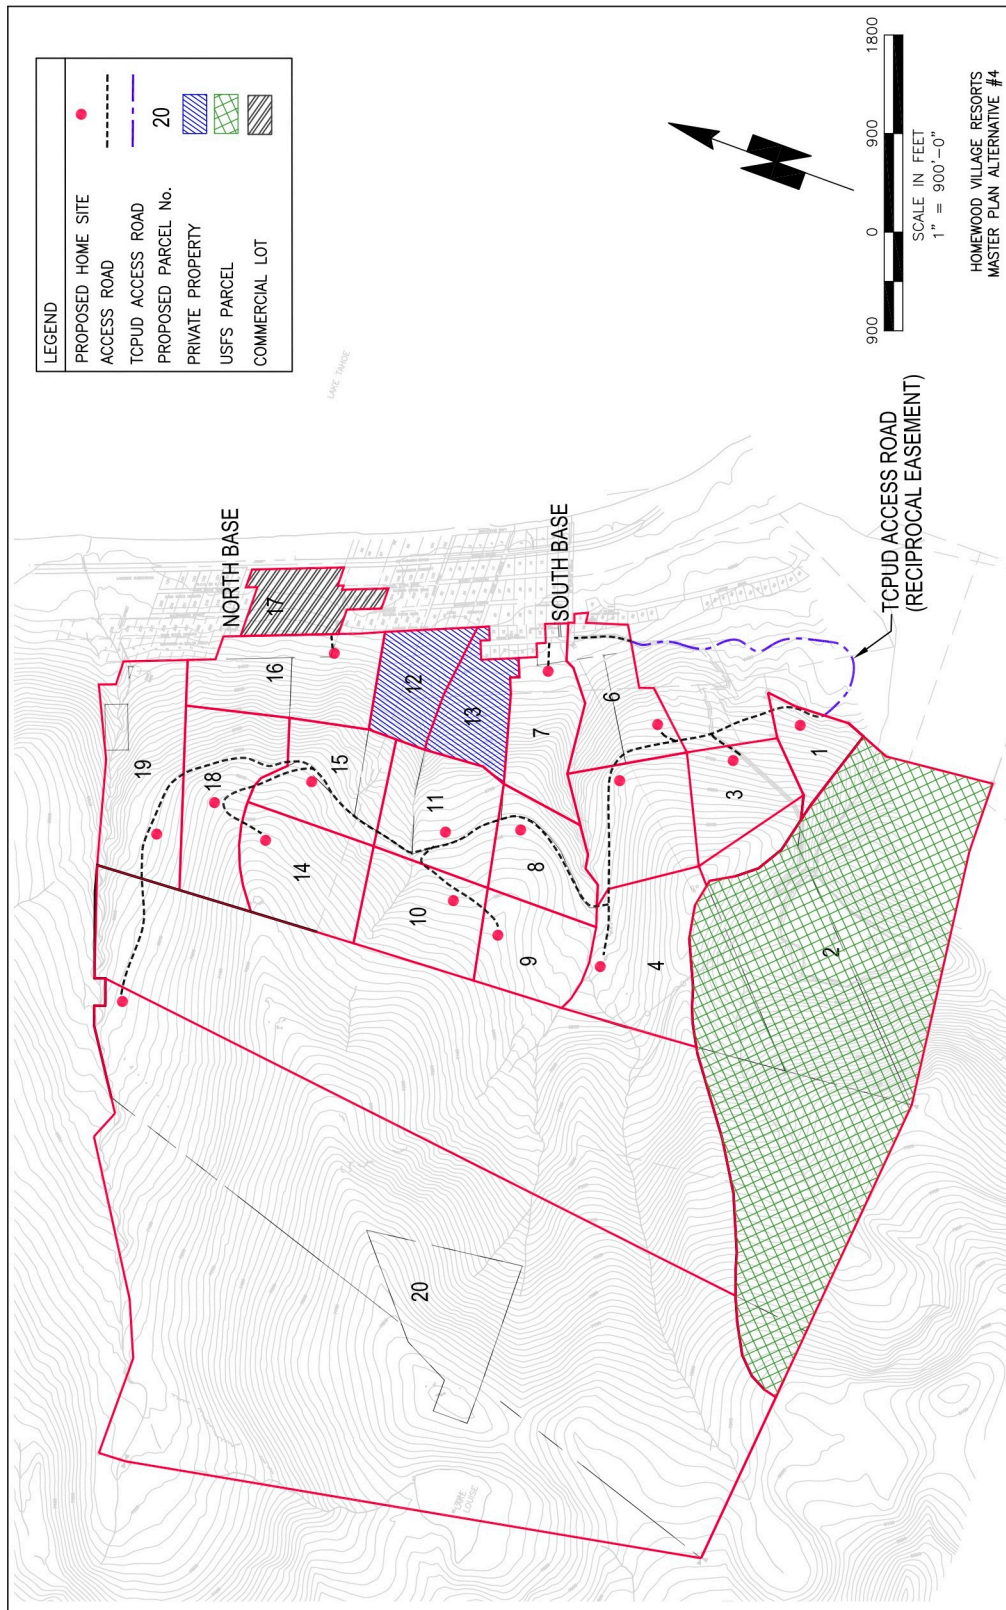 LEGEND
PROPOSED HOME SITE
ACCESS ROAD
TCPUD ACCESS ROAD
PROPOSED PARCEL No. 20
PRIVATE PROPERTY
USFS PARCEL
COMMERCIAL LOT
LAKE TAHOE
NORTH BASE
SOUTH BASE
17
16
12
13
19
18
15
11
7
6
14
8
3
1
10
9
4
2
20
LAKE
LOUISE
TCPUD ACCESS ROAD
(RECIPROCAL EASEMENT)
900 0 900 1800
SCALE IN FEET
1" = 900'-0"
HOMEWOOD VILLAGE RESORTS
MASTER PLAN ALTERNATIVE #4